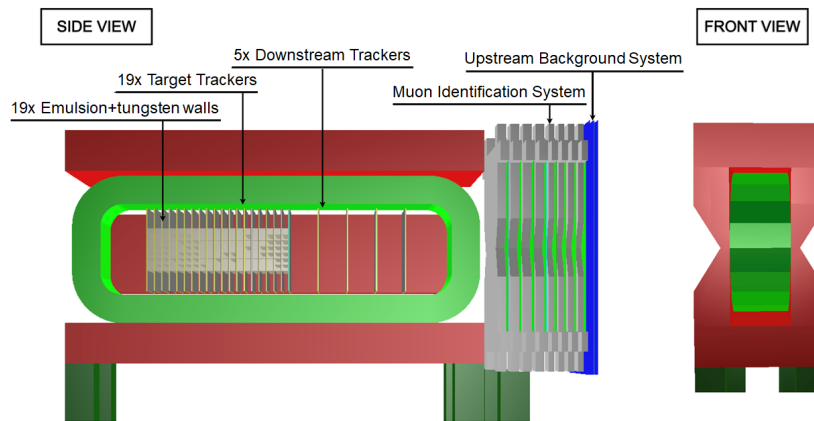 SIDE VIEW
FRONT VIEW
5x Downstream Trackers
Upstream Background System
19x Target Trackers
Muon Identification System
19x Emulsion+tungsten walls